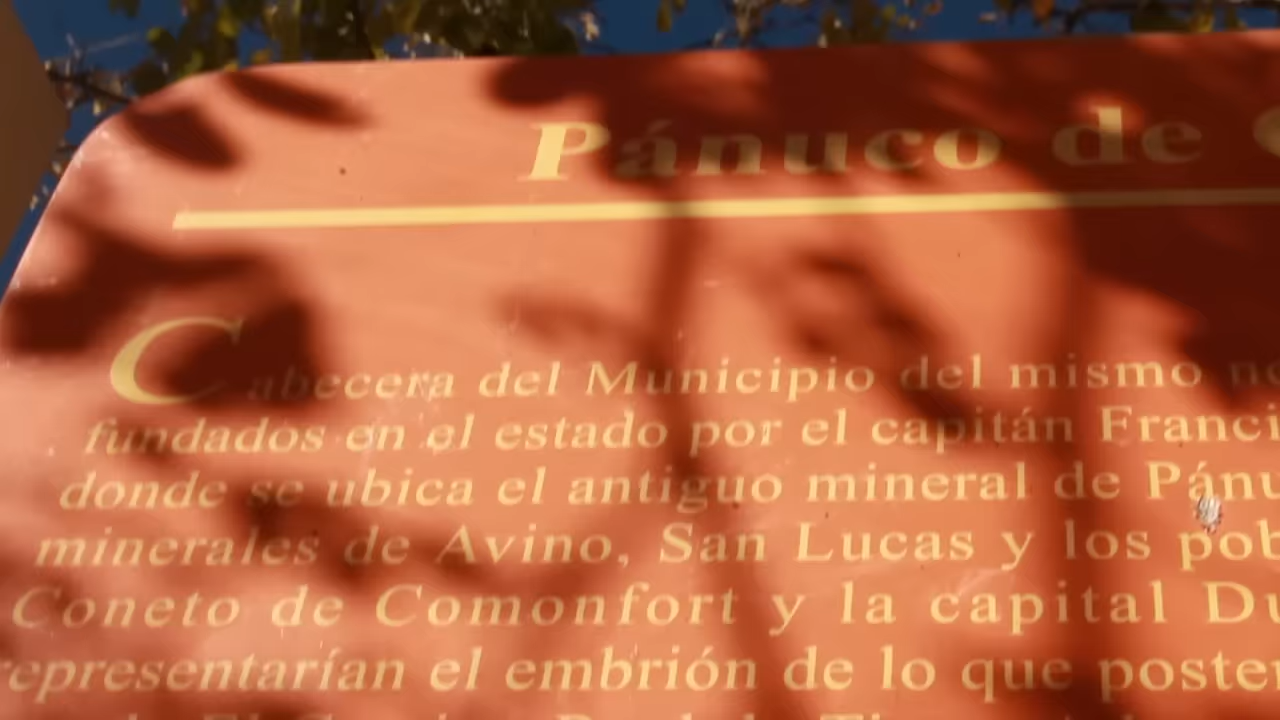 Pánuco de
Cabecera del Municipio del mismo
fundados en el estado por el capitán Franci
donde se ubica el antiguo mineral de Pánu
minerales de Avino, San Lucas y los pob
Coneto de Comonfort y la capital Du
representarían el embrión de lo que poster